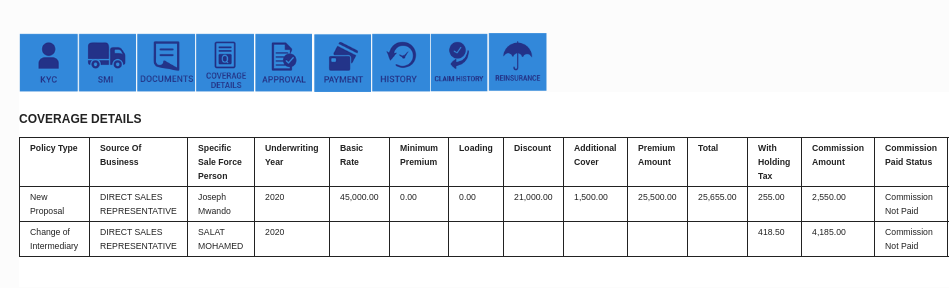 KYC
SMI
DOCUMENTS
COVERAGE
DETAILS
APPROVAL
PAYMENT
HISTORY
CLAIM HISTORY
REINSURANCE
COVERAGE DETAILS
Policy Type Source Of Specific Underwriting Basic Minimum Loading Discount Additional Premium Total With Commission Commission
Business Sale Force Year Rate Premium Cover Amount Holding Amount Paid Status
Person Tax
New DIRECT SALES Joseph 2020 45,000.00 0.00 0.00 21,000.00 1,500.00 25,500.00 25,655.00 255.00 2,550.00 Commission
Proposal REPRESENTATIVE Mwando Not Paid
Change of DIRECT SALES SALAT 2020 418.50 4,185.00 Commission
Intermediary REPRESENTATIVE MOHAMED Not Paid